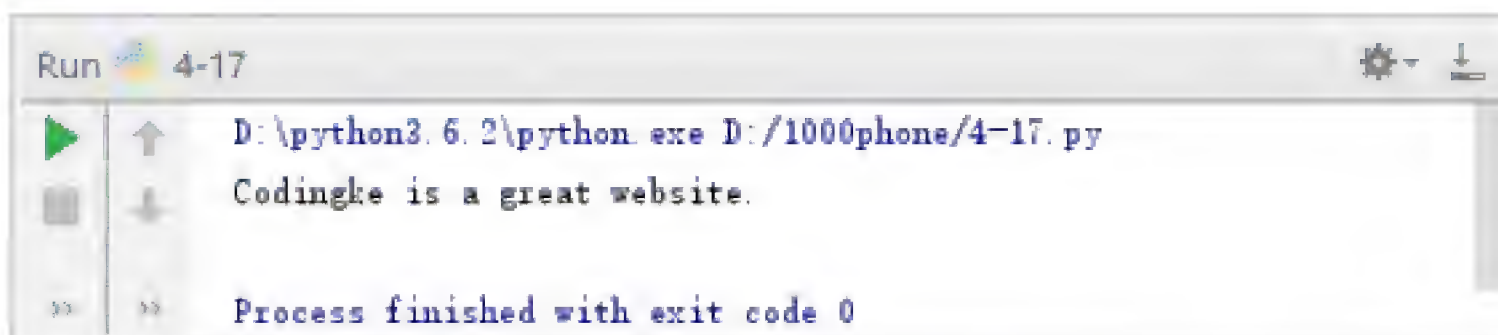 Run 4-17
D:\python3.6.2\python.exe D:/1000phone/4-17.py
Codingke is a great website.
Process finished with exit code 0